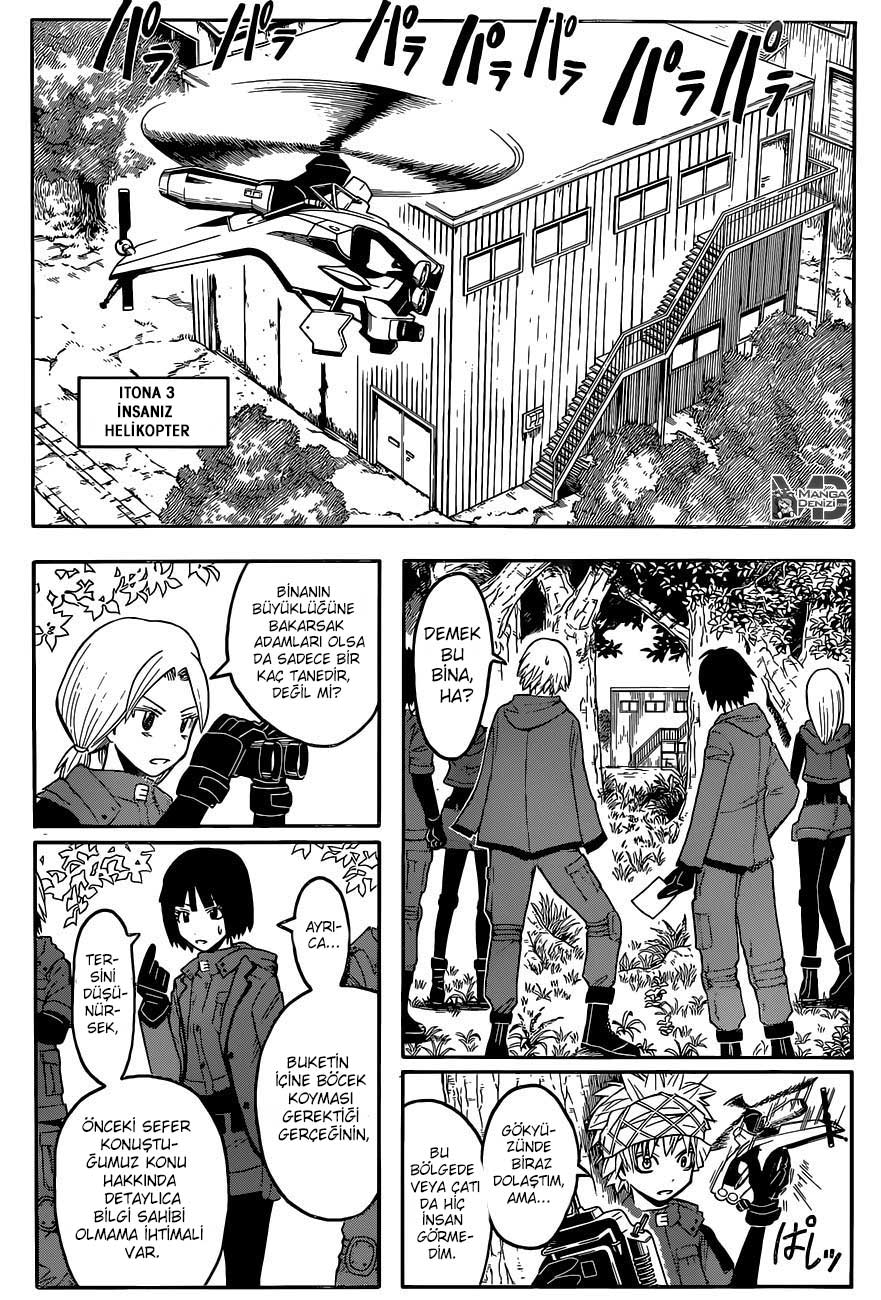 パラ パラ パラ パラ パラ パラ パラ
ITONA 3
İNSANIZ
HELİKOPTER
MANGA
DENİZİ
DEMEK
BU
BİNA,
HA?
BİNANIN
BÜYÜKLÜĞÜNE
BAKARSAK
ADAMLARI OLSA
DA SADECE BİR
KAÇ TANEDİR,
DEĞİL Mİ?
GÖKYÜ-
ZÜNDE
BİRAZ
DOLAŞTIM,
AMA...
BU
BÖLGEDE
VEYA ÇATI
DA HİÇ
İNSAN
GÖRME-
DİM.
ぱしッ
AYRI-
CA...
BUKETİN
İÇİNE BÖCEK
KOYMASI
GEREKTİĞİ
GERÇEĞİNİN,
TER-
SİNİ
DÜŞÜ-
NÜR-
SEK,
ÖNCEKİ SEFER
KONUŞTU-
ĞUMUZ KONU
HAKKINDA
DETAYLICA
BİLGİ SAHİBİ
OLMAMA İHTİMALİ
VAR.